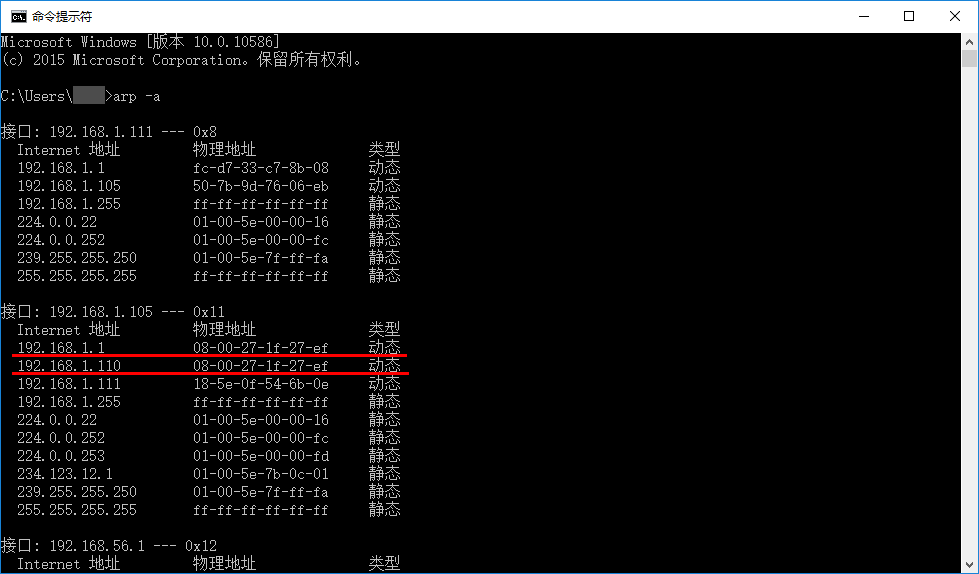 命令提示符
Microsoft Windows [版本 10.0.10586]
(c) 2015 Microsoft Corporation。保留所有权利。
C:\Users\ >arp -a
接口: 192.168.1.111 --- 0x8
Internet 地址 物理地址 类型
192.168.1.1 fc-d7-33-c7-8b-08 动态
192.168.1.105 50-7b-9d-76-06-eb 动态
192.168.1.255 ff-ff-ff-ff-ff-ff 静态
224.0.0.22 01-00-5e-00-00-16 静态
224.0.0.252 01-00-5e-00-00-fc 静态
239.255.255.250 01-00-5e-7f-ff-fa 静态
255.255.255.255 ff-ff-ff-ff-ff-ff 静态
接口: 192.168.1.105 --- 0x11
Internet 地址 物理地址 类型
192.168.1.1 08-00-27-1f-27-ef 动态
192.168.1.110 08-00-27-1f-27-ef 动态
192.168.1.111 18-5e-0f-54-6b-0e 动态
192.168.1.255 ff-ff-ff-ff-ff-ff 静态
224.0.0.22 01-00-5e-00-00-16 静态
224.0.0.252 01-00-5e-00-00-fc 静态
224.0.0.253 01-00-5e-00-00-fd 静态
234.123.12.1 01-00-5e-7b-0c-01 静态
239.255.255.250 01-00-5e-7f-ff-fa 静态
255.255.255.255 ff-ff-ff-ff-ff-ff 静态
接口: 192.168.56.1 --- 0x12
Internet 地址 物理地址 类型